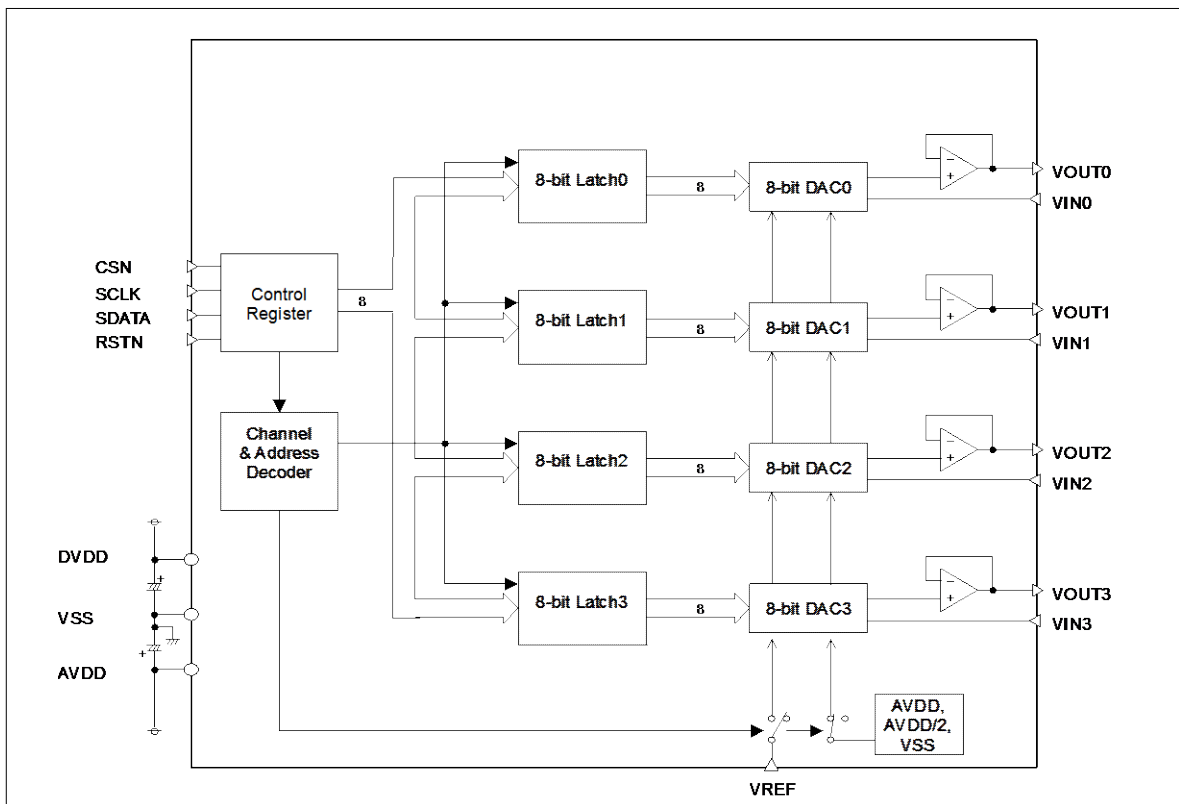 8-bit Latch0
8
8-bit DAC0
−
+
VOUT0
VIN0
CSN
SCLK
SDATA
RSTN
Control
Register
8
8-bit Latch1
8
8-bit DAC1
−
+
VOUT1
VIN1
Channel
& Address
Decoder
8-bit Latch2
8
8-bit DAC2
−
+
VOUT2
VIN2
DVDD
+
VSS
+
AVDD
8-bit Latch3
8
8-bit DAC3
−
+
VOUT3
VIN3
AVDD,
AVDD/2,
VSS
VREF